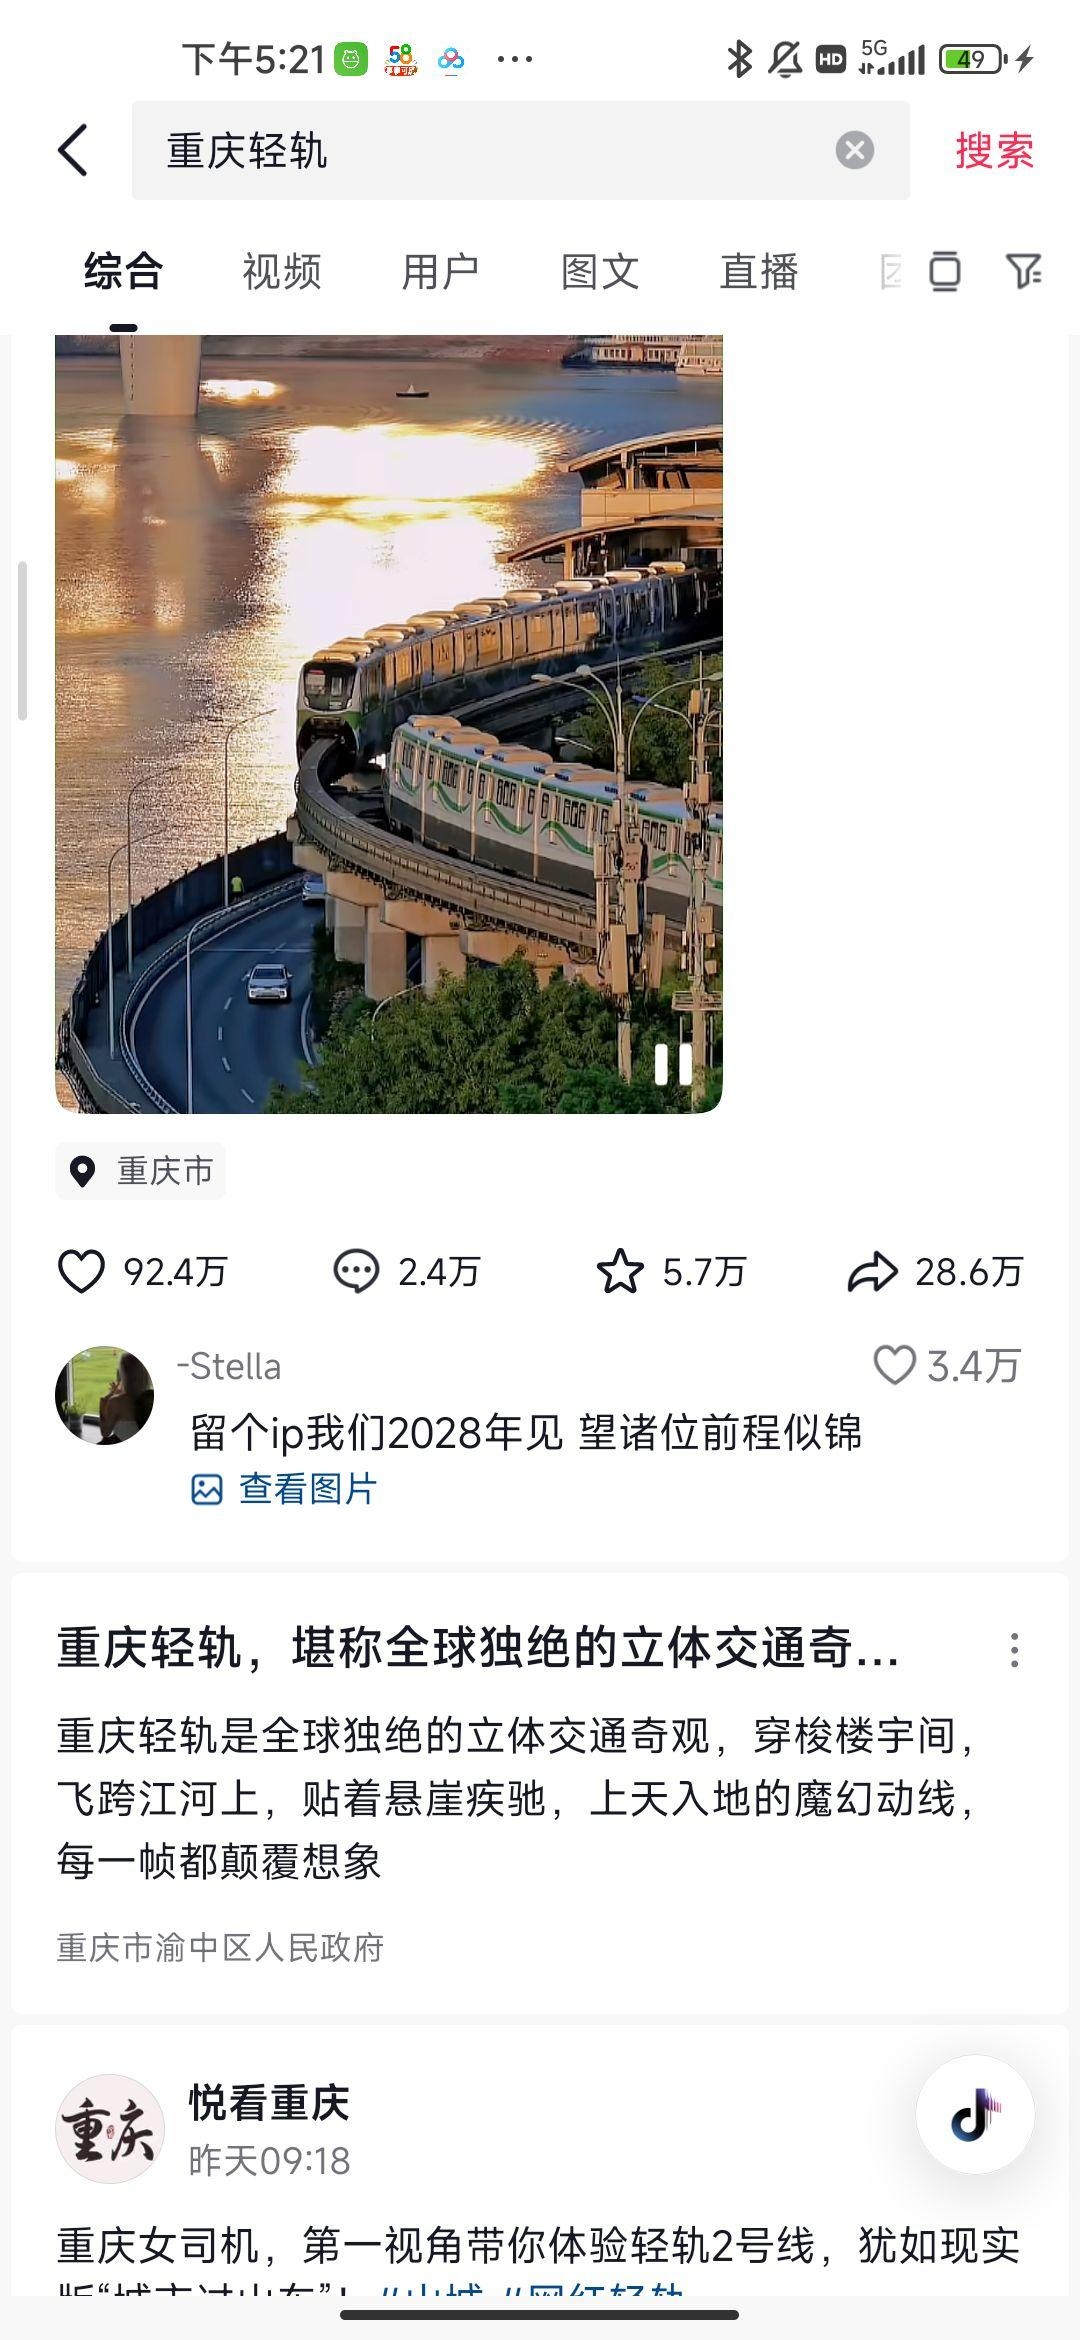 下午5:21
58
HD
5G
49
重庆轻轨
搜索
综合
视频
用户
图文
直播
重庆市
92.4万
2.4万
5.7万
28.6万
-Stella
3.4万
留个ip我们2028年见 望诸位前程似锦
查看图片
重庆轻轨，堪称全球独绝的立体交通奇...
重庆轻轨是全球独绝的立体交通奇观，穿梭楼宇间，
飞跨江河上，贴着悬崖疾驰，上天入地的魔幻动线，
每一帧都颠覆想象
重庆市渝中区人民政府
重庆
悦看重庆
昨天09:18
重庆女司机，第一视角带你体验轻轨2号线，犹如现实